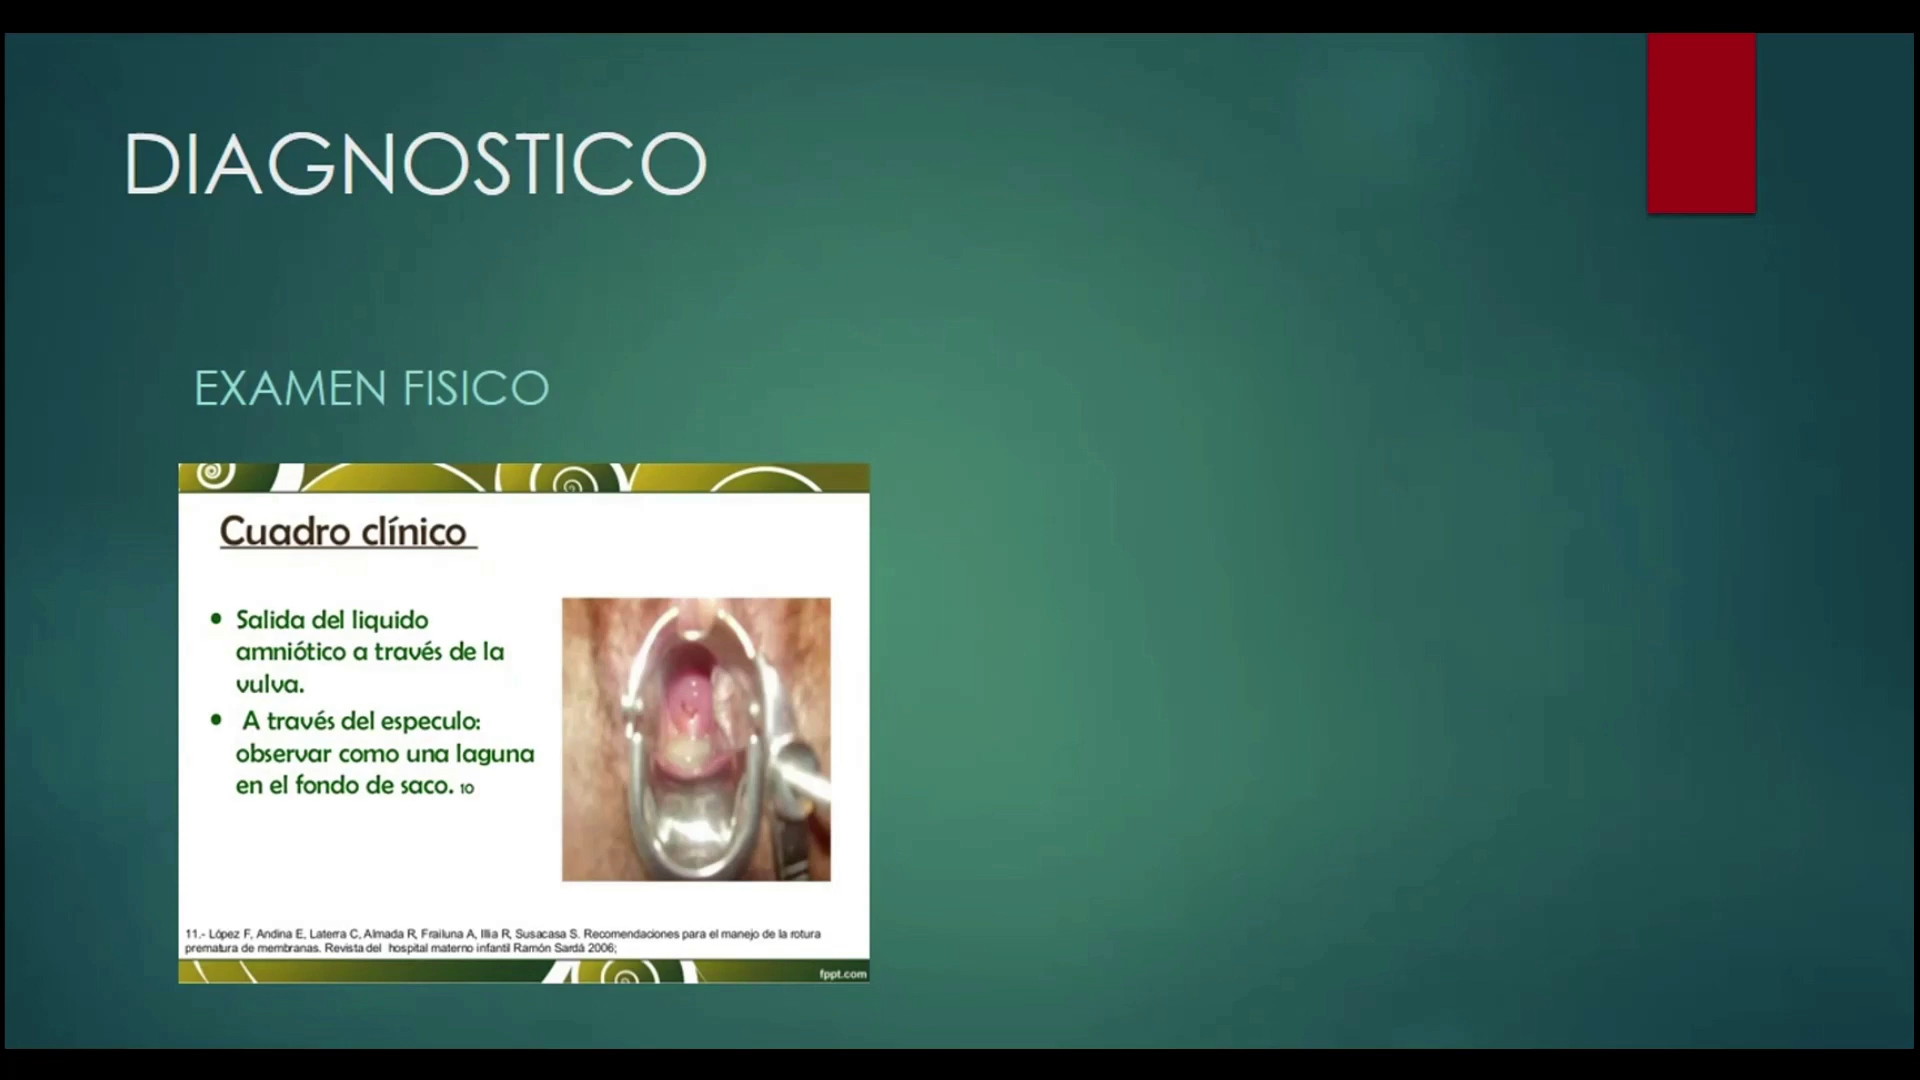 DIAGNOSTICO
EXAMEN FISICO
Cuadro clínico
• Salida del liquido
amniótico a través de la
vulva.
• A través del especulo:
observar como una laguna
en el fondo de saco. 10
11.- López F, Andina E, Laterra C, Almada R, Frailuna A, Illia R, Susacasa S. Recomendaciones para el manejo de la rotura
prematura de membranas. Revista del hospital materno infantil Ramón Sardá 2006;
fppt.com